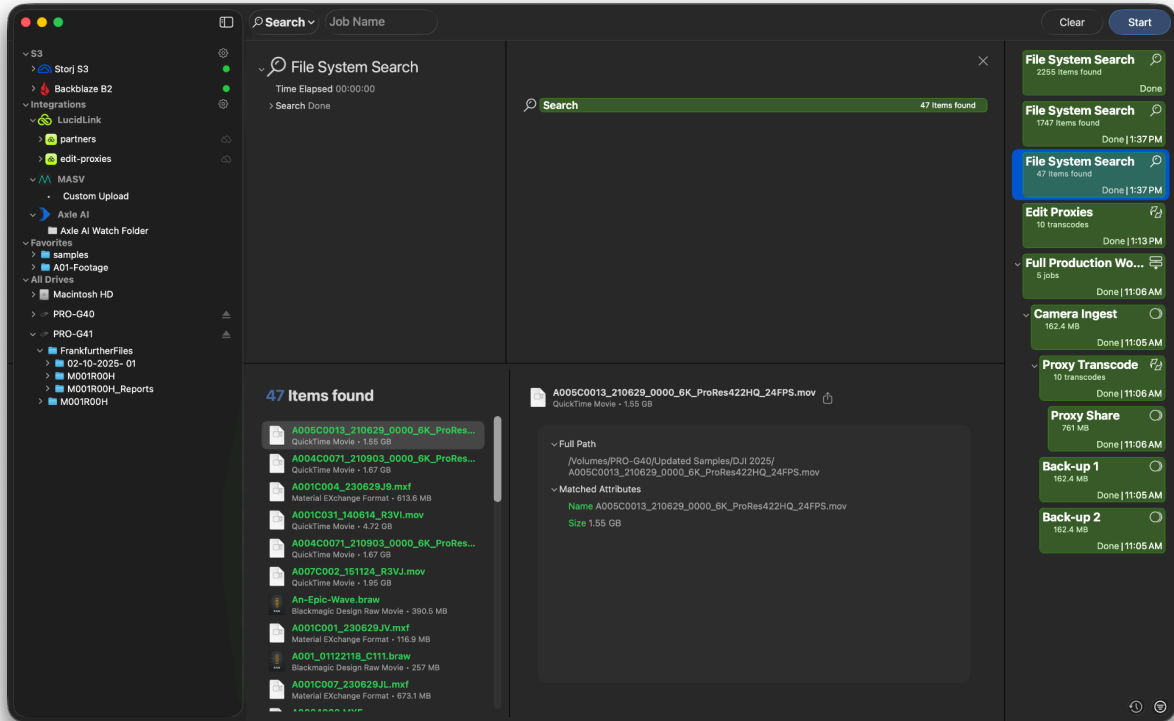 Search
Job Name
Clear
Start
S3
Storj S3
Backblaze B2
Integrations
LucidLink
partners
edit-proxies
MASV
Custom Upload
Axle AI
Axle AI Watch Folder
Favorites
samples
A01-Footage
All Drives
Macintosh HD
PRO-G40
PRO-G41
FrankfurtherFiles
02-10-2025- 01
M001R00H
M001R00H_Reports
M001R00H
File System Search
Time Elapsed 00:00:00
Search Done
Search
47 Items found
47 Items found
A005C0013_210629_0000_6K_ProRes...
QuickTime Movie • 1.55 GB
A004C0071_210903_0000_6K_ProRes...
QuickTime Movie • 1.67 GB
A001C004_230629J9.mxf
Material EXchange Format • 613.6 MB
A001C031_140614_R3VI.mov
QuickTime Movie • 4.72 GB
A004C0071_210903_0000_6K_ProRes...
QuickTime Movie • 1.67 GB
A007C002_151124_R3VJ.mov
QuickTime Movie • 1.95 GB
An-Epic-Wave.braw
Blackmagic Design Raw Movie • 390.5 MB
A001C001_230629JV.mxf
Material EXchange Format • 116.9 MB
A001_01122118_C111.braw
Blackmagic Design Raw Movie • 257 MB
A001C007_230629JL.mxf
Material EXchange Format • 673.1 MB
A005C0013_210629_0000_6K_ProRes422HQ_24FPS.mov
QuickTime Movie • 1.55 GB
Full Path
/Volumes/PRO-G40/Updated Samples/DJI 2025/
A005C0013_210629_0000_6K_ProRes422HQ_24FPS.mov
Matched Attributes
Name A005C0013_210629_0000_6K_ProRes422HQ_24FPS.mov
Size 1.55 GB
File System Search
2255 Items found
Done
File System Search
1747 Items found
Done | 1:37 PM
File System Search
47 Items found
Done | 1:37 PM
Edit Proxies
10 transcodes
Done | 1:13 PM
Full Production Wo...
5 jobs
Done | 11:06 AM
Camera Ingest
162.4 MB
Done | 11:05 AM
Proxy Transcode
10 transcodes
Done | 11:06 AM
Proxy Share
761 MB
Done | 11:06 AM
Back-up 1
162.4 MB
Done | 11:05 AM
Back-up 2
162.4 MB
Done | 11:05 AM